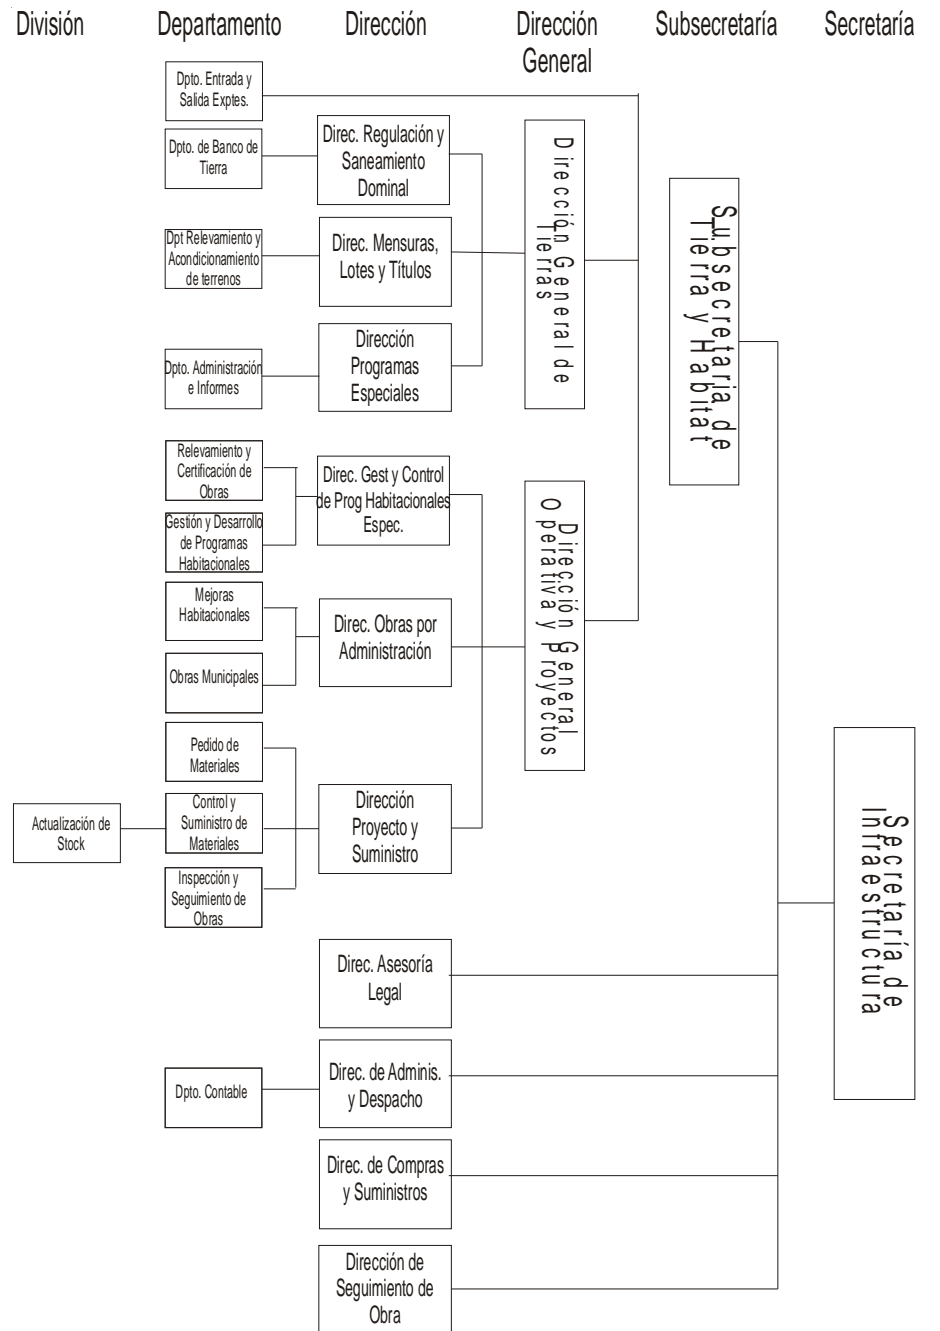 División
Departamento
Dirección
Dirección
General
Subsecretaría
Secretaría
Dpto. Entrada y
Salida Exptes.
Dpto. de Banco de
Tierra
Direc. Regulación y
Saneamiento
Dominal
Dirección General de
Tierras
Subsecretaria de
Tierra y Habitat
Dpt Relevamiento y
Acondicionamiento
de terrenos
Direc. Mensuras,
Lotes y Títulos
Dpto. Administración
e Informes
Dirección
Programas
Especiales
Relevamiento y
Certificación de
Obras
Gestión y Desarrollo
de Programas
Habitacionales
Direc. Gest y Control
de Prog Habitacionales
Espec.
Dirección General
Operativa y Proyectos
Mejoras
Habitacionales
Obras Municipales
Direc. Obras por
Administración
Pedido de
Materiales
Actualización de
Stock
Control y
Suministro de
Materiales
Dirección
Proyecto y
Suministro
Inspección y
Seguimiento de
Obras
Secretaría de
Infraestructura
Direc. Asesoría
Legal
Dpto. Contable
Direc. de Adminis.
y Despacho
Direc. de Compras
y Suministros
Dirección de
Seguimiento de
Obra